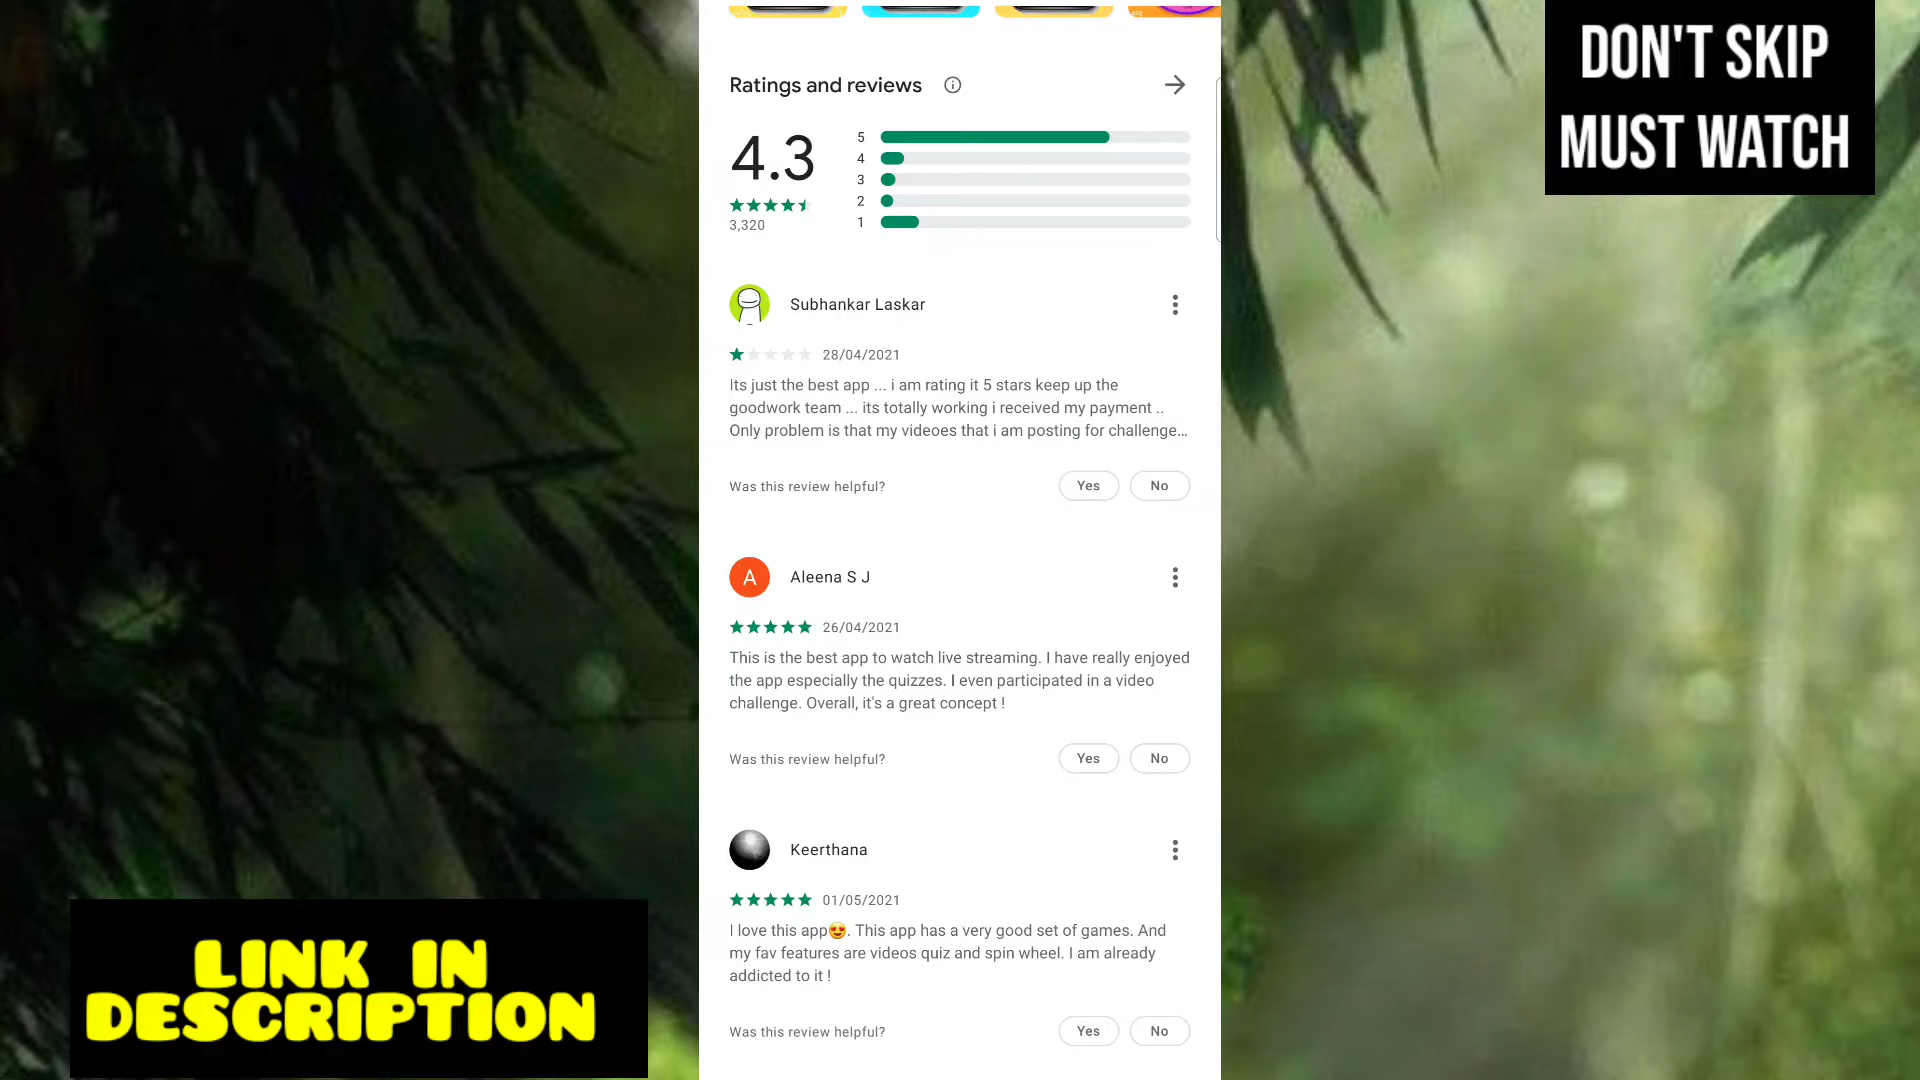 DON'T SKIP
MUST WATCH
Ratings and reviews
4.3
3,320
5
4
3
2
1
Subhankar Laskar
28/04/2021
Its just the best app ... i am rating it 5 stars keep up the
goodwork team ... its totally working i received my payment ..
Only problem is that my videoes that i am posting for challenge...
Was this review helpful? Yes No
A
Aleena S J
26/04/2021
This is the best app to watch live streaming. I have really enjoyed
the app especially the quizzes. I even participated in a video
challenge. Overall, it's a great concept !
Was this review helpful? Yes No
Keerthana
01/05/2021
I love this app😍. This app has a very good set of games. And
my fav features are videos quiz and spin wheel. I am already
addicted to it !
Was this review helpful? Yes No
LINK IN
DESCRIPTION